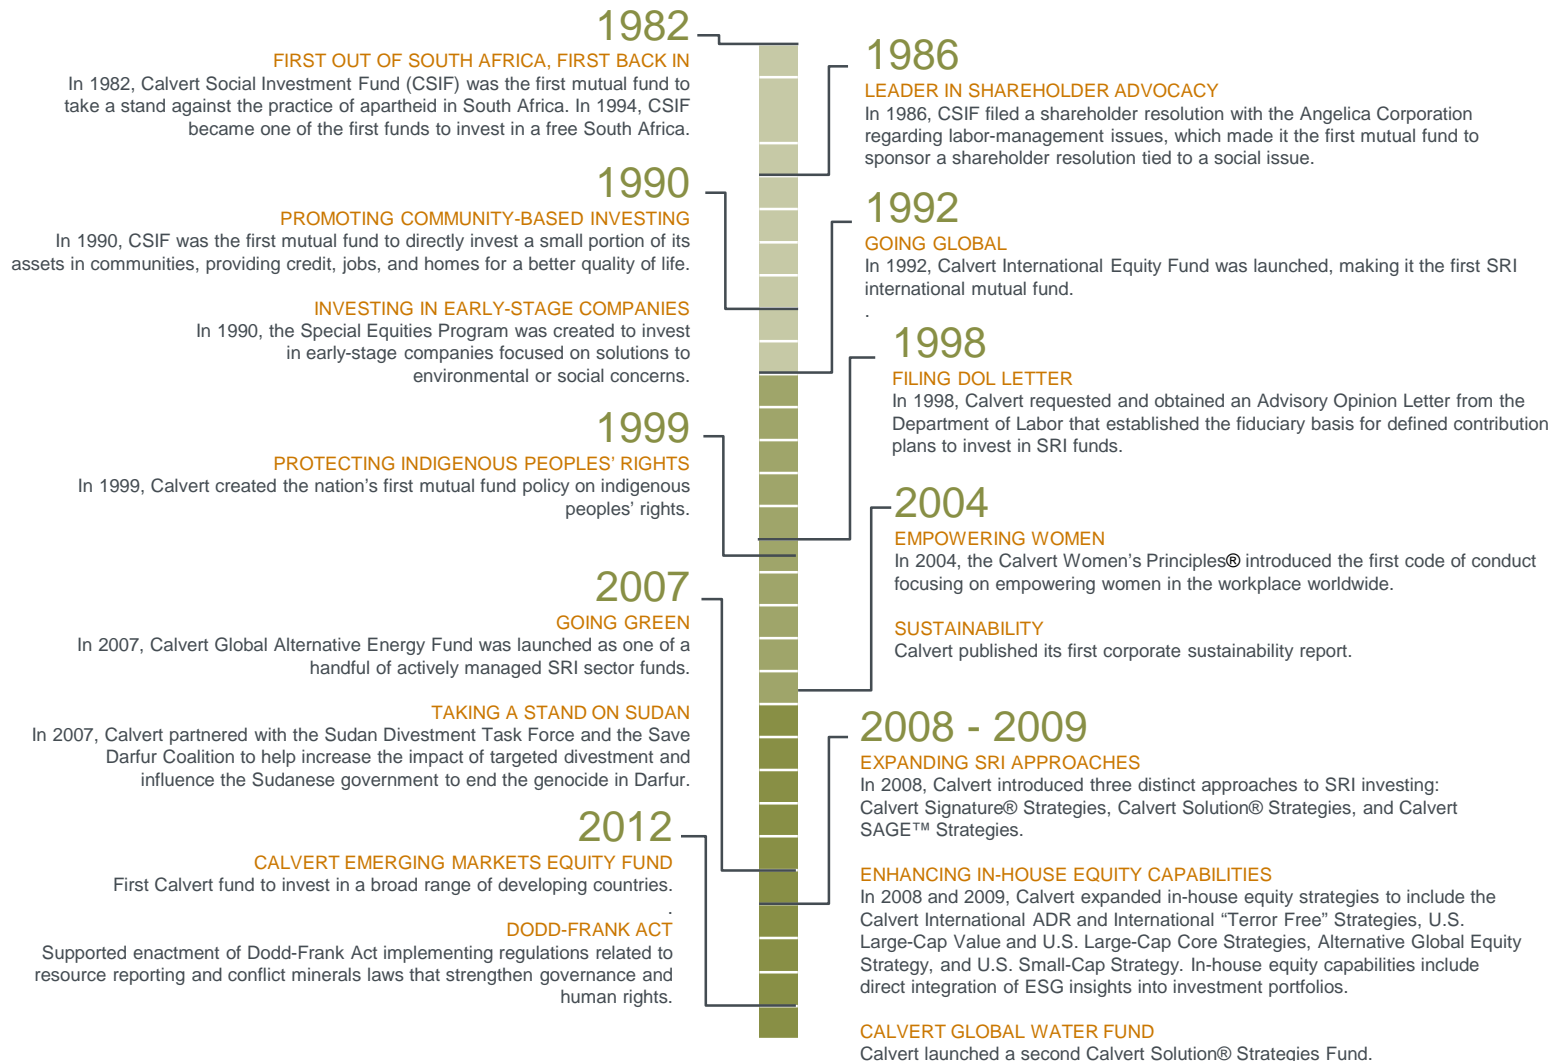 1982
FIRST OUT OF SOUTH AFRICA, FIRST BACK IN
In 1982, Calvert Social Investment Fund (CSIF) was the first mutual fund to
take a stand against the practice of apartheid in South Africa. In 1994, CSIF
became one of the first funds to invest in a free South Africa.
1986
LEADER IN SHAREHOLDER ADVOCACY
In 1986, CSIF filed a shareholder resolution with the Angelica Corporation
regarding labor-management issues, which made it the first mutual fund to
sponsor a shareholder resolution tied to a social issue.
1990
PROMOTING COMMUNITY-BASED INVESTING
In 1990, CSIF was the first mutual fund to directly invest a small portion of its
assets in communities, providing credit, jobs, and homes for a better quality of life.
INVESTING IN EARLY-STAGE COMPANIES
In 1990, the Special Equities Program was created to invest
in early-stage companies focused on solutions to
environmental or social concerns.
1992
GOING GLOBAL
In 1992, Calvert International Equity Fund was launched, making it the first SRI
international mutual fund.
.
1998
FILING DOL LETTER
In 1998, Calvert requested and obtained an Advisory Opinion Letter from the
Department of Labor that established the fiduciary basis for defined contribution
plans to invest in SRI funds.
1999
PROTECTING INDIGENOUS PEOPLES' RIGHTS
In 1999, Calvert created the nation's first mutual fund policy on indigenous
peoples' rights.
2004
EMPOWERING WOMEN
In 2004, the Calvert Women's Principles® introduced the first code of conduct
focusing on empowering women in the workplace worldwide.
SUSTAINABILITY
Calvert published its first corporate sustainability report.
2007
GOING GREEN
In 2007, Calvert Global Alternative Energy Fund was launched as one of a
handful of actively managed SRI sector funds.
TAKING A STAND ON SUDAN
In 2007, Calvert partnered with the Sudan Divestment Task Force and the Save
Darfur Coalition to help increase the impact of targeted divestment and
influence the Sudanese government to end the genocide in Darfur.
2008 - 2009
EXPANDING SRI APPROACHES
In 2008, Calvert introduced three distinct approaches to SRI investing:
Calvert Signature® Strategies, Calvert Solution® Strategies, and Calvert
SAGE™ Strategies.
ENHANCING IN-HOUSE EQUITY CAPABILITIES
In 2008 and 2009, Calvert expanded in-house equity strategies to include the
Calvert International ADR and International “Terror Free” Strategies, U.S.
Large-Cap Value and U.S. Large-Cap Core Strategies, Alternative Global Equity
Strategy, and U.S. Small-Cap Strategy. In-house equity capabilities include
direct integration of ESG insights into investment portfolios.
CALVERT GLOBAL WATER FUND
Calvert launched a second Calvert Solution® Strategies Fund.
2012
CALVERT EMERGING MARKETS EQUITY FUND
First Calvert fund to invest in a broad range of developing countries.
.
DODD-FRANK ACT
Supported enactment of Dodd-Frank Act implementing regulations related to
resource reporting and conflict minerals laws that strengthen governance and
human rights.